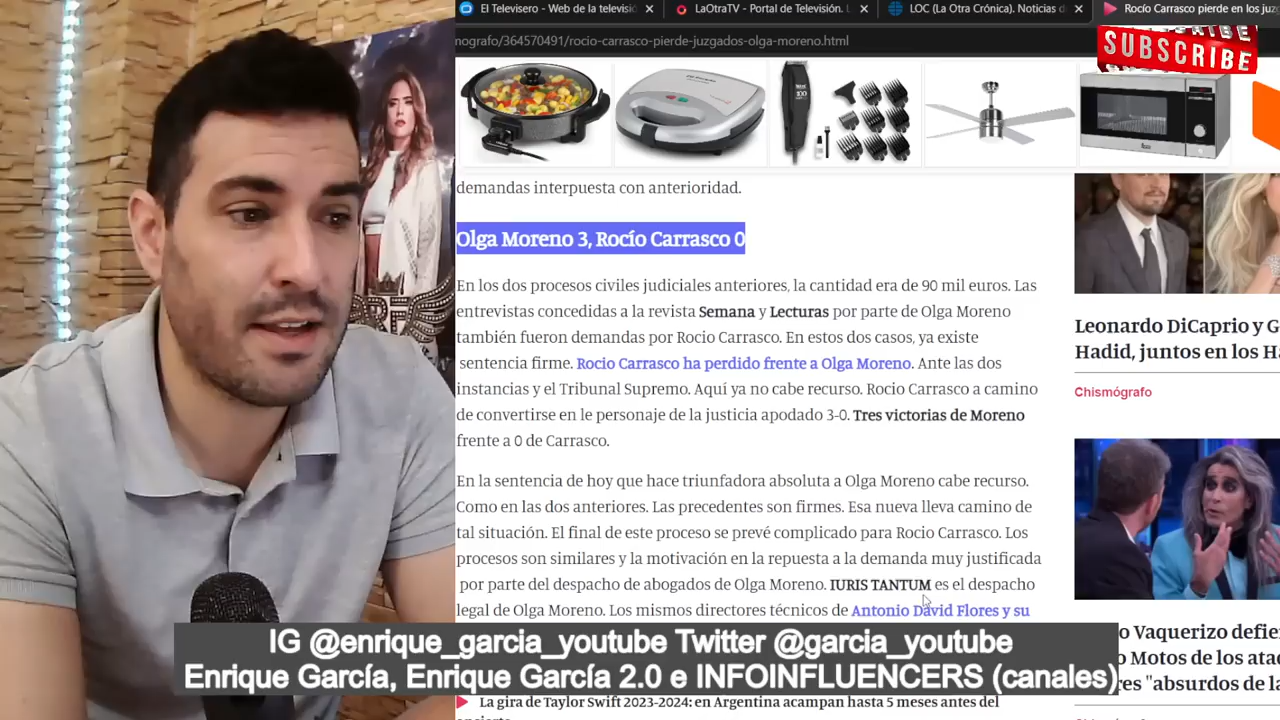 El Televisero - Web de la televisió
LaOtraTV - Portal de Televisión. L
LOC (La Otra Crónica). Noticias d
Rocío Carrasco pierde en los juzg
nografo/364570491/rocio-carrasco-pierde-juzgados-olga-moreno.html
SUBSCRIBE
demandas interpuesta con anterioridad.
Olga Moreno 3, Rocío Carrasco 0
En los dos procesos civiles judiciales anteriores, la cantidad era de 90 mil euros. Las
entrevistas concedidas a la revista Semana y Lecturas por parte de Olga Moreno
también fueron demandas por Rocío Carrasco. En estos dos casos, ya existe
sentencia firme. Rocio Carrasco ha perdido frente a Olga Moreno. Ante las dos
instancias y el Tribunal Supremo. Aquí ya no cabe recurso. Rocio Carrasco a camino
de convertirse en le personaje de la justicia apodado 3-0. Tres victorias de Moreno
frente a 0 de Carrasco.
En la sentencia de hoy que hace triunfadora absoluta a Olga Moreno cabe recurso.
Como en las dos anteriores. Las precedentes son firmes. Esa nueva lleva camino de
tal situación. El final de este proceso se prevé complicado para Rocio Carrasco. Los
procesos son similares y la motivación en la repuesta a la demanda muy justificada
por parte del despacho de abogados de Olga Moreno. IURIS TANTUM es el despacho
legal de Olga Moreno. Los mismos directores técnicos de Antonio David Flores y su
La gira de Taylor Swift 2023-2024: en Argentina acampan hasta 5 meses antes del
Leonardo DiCaprio y G
Hadid, juntos en los Ha
Chismógrafo
o Vaquerizo defie
o Motos de los ata
res "absurdos de la
IG @enrique_garcia_youtube Twitter @garcia_youtube
Enrique García, Enrique García 2.0 e INFOINFLUENCERS (canales)